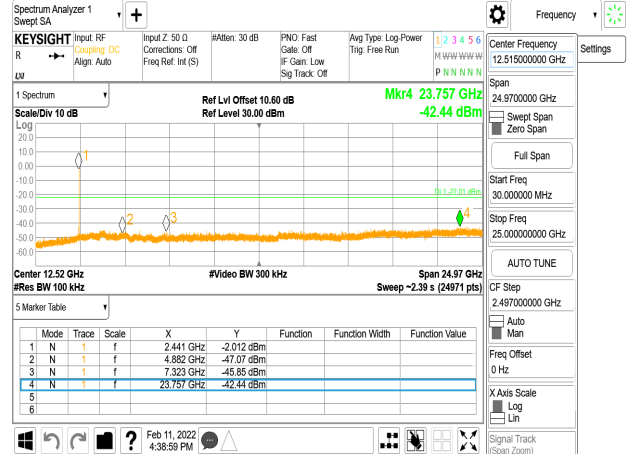 Spectrum Analyzer 1
Swept SA
Frequency
KEYSIGHT
R
Input: RF
Coupling: DC
Align: Auto
Input Z: 50 Ω
Corrections: Off
Freq Ref: Int (S)
#Atten: 30 dB
PNO: Fast
Gate: Off
IF Gain: Low
Sig Track: Off
Avg Type: Log-Power
Trig: Free Run
1 2 3 4 5 6
M W W W W W
P N N N N N
Settings
Center Frequency
12.515000000 GHz
Span
24.9700000 GHz
Swept Span
Zero Span
Full Span
Start Freq
30.000000 MHz
Stop Freq
25.000000000 GHz
AUTO TUNE
CF Step
2.497000000 GHz
Auto
Man
Freq Offset
0 Hz
X Axis Scale
Log
Lin
Signal Track
(Span Zoom)
1 Spectrum
Scale/Div 10 dB
Ref Lvl Offset 10.60 dB
Ref Level 30.00 dBm
Mkr4 23.757 GHz
-42.44 dBm
Log
20.0
10.0
0.00
-10.0
-20.0
-30.0
-40.0
-50.0
-60.0
1
2
3
4
DL1 -22.01 dBm
Center 12.52 GHz
#Video BW 300 kHz
Span 24.97 GHz
#Res BW 100 kHz
Sweep ~2.39 s (24971 pts)
5 Marker Table
Mode Trace Scale X Y Function Function Width Function Value
1 N 1 f 2.441 GHz -2.012 dBm
2 N 1 f 4.882 GHz -47.07 dBm
3 N 1 f 7.323 GHz -45.85 dBm
4 N 1 f 23.757 GHz -42.44 dBm
5
6
Feb 11, 2022
4:38:59 PM